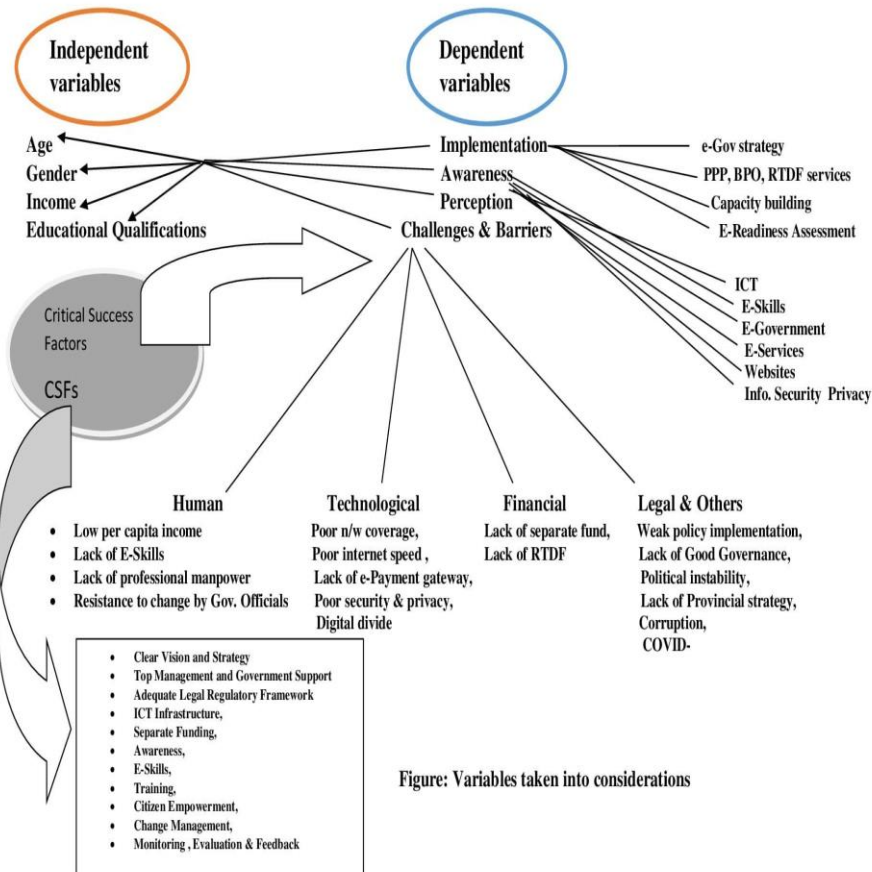 Independent
variables
Dependent
variables
Age
Gender
Income
Educational Qualifications
Implementation
Awareness
Perception
Challenges & Barriers
e-Gov strategy
PPP, BPO, RTDF services
Capacity building
E-Readiness Assessment
ICT
E-Skills
E-Government
E-Services
Websites
Info. Security Privacy
Critical Success
Factors
CSFs
Human
• Low per capita income
• Lack of E-Skills
• Lack of professional manpower
• Resistance to change by Gov. Officials
Technological
Poor n/w coverage,
Poor internet speed ,
Lack of e-Payment gateway,
Poor security & privacy,
Digital divide
Financial
Lack of separate fund,
Lack of RTDF
Legal & Others
Weak policy implementation,
Lack of Good Governance,
Political instability,
Lack of Provincial strategy,
Corruption,
COVID-
• Clear Vision and Strategy
• Top Management and Government Support
• Adequate Legal Regulatory Framework
• ICT Infrastructure,
• Separate Funding,
• Awareness,
• E-Skills,
• Training,
• Citizen Empowerment,
• Change Management,
• Monitoring , Evaluation & Feedback
Figure: Variables taken into considerations